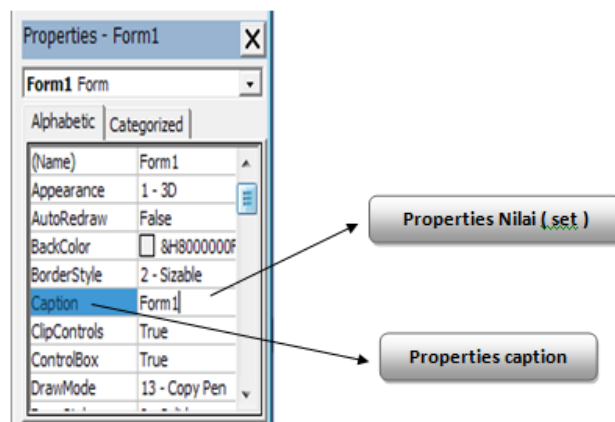 Properties - Form1 X
Form1 Form
Alphabetic Categorized
(Name) Form1
Appearance 1 - 3D
AutoRedraw False
BackColor &H8000000F
BorderStyle 2 - Sizable
Caption Form1
ClipControls True
ControlBox True
DrawMode 13 - Copy Pen
Properties Nilai ( set )
Properties caption